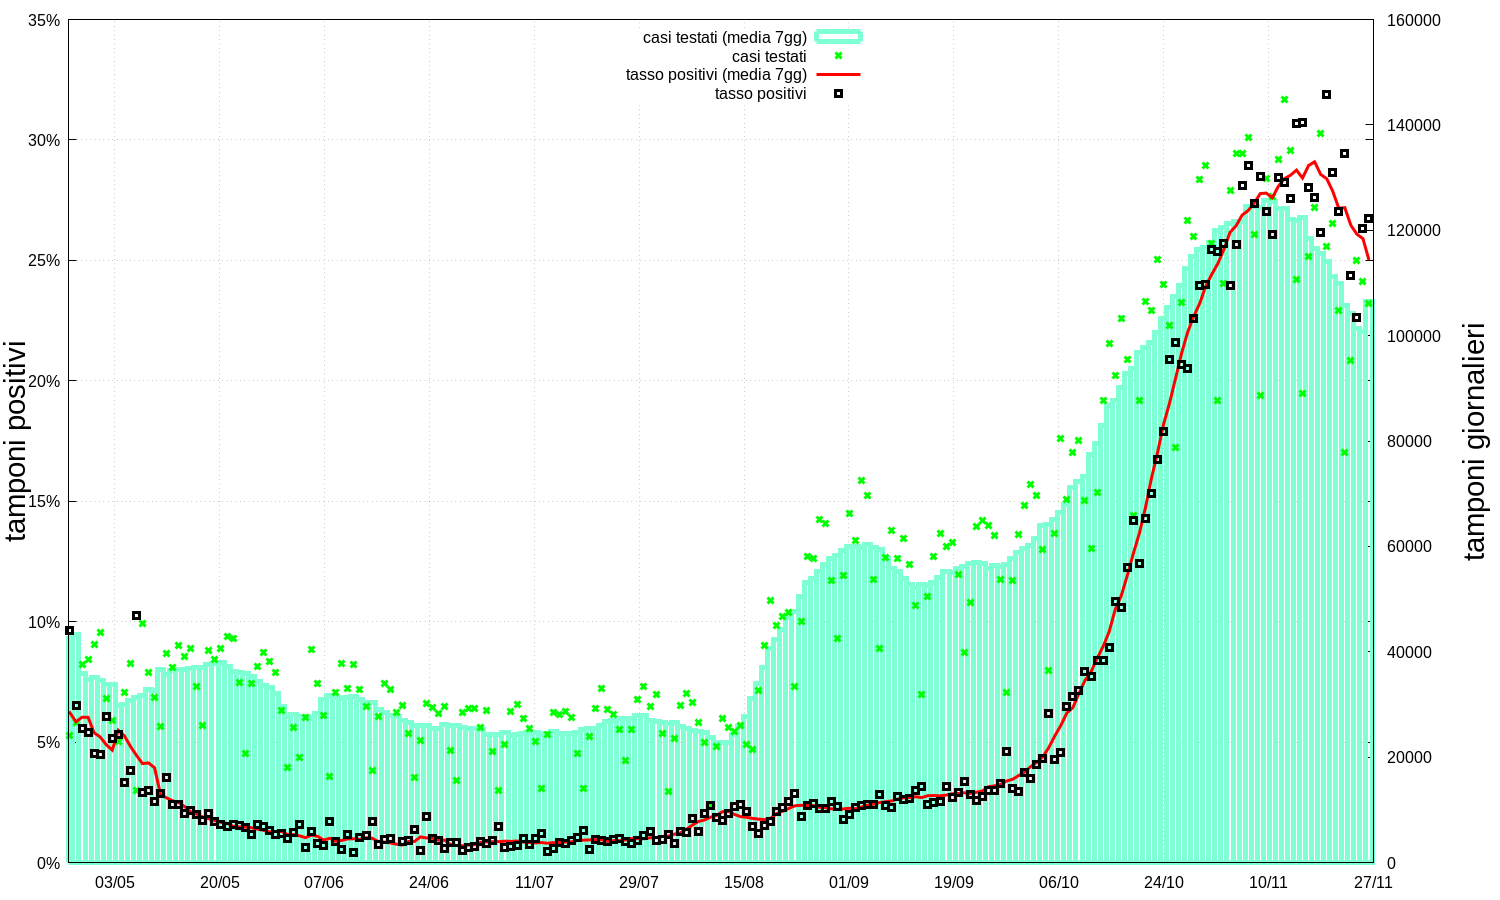 35%
30%
25%
20%
15%
10%
5%
0%
tamponi positivi
casi testati (media 7gg)
casi testati
tasso positivi (media 7gg)
tasso positivi
160000
140000
120000
100000
80000
60000
40000
20000
0
tamponi giornalieri
03/05 20/05 07/06 24/06 11/07 29/07 15/08 01/09 19/09 06/10 24/10 10/11 27/11